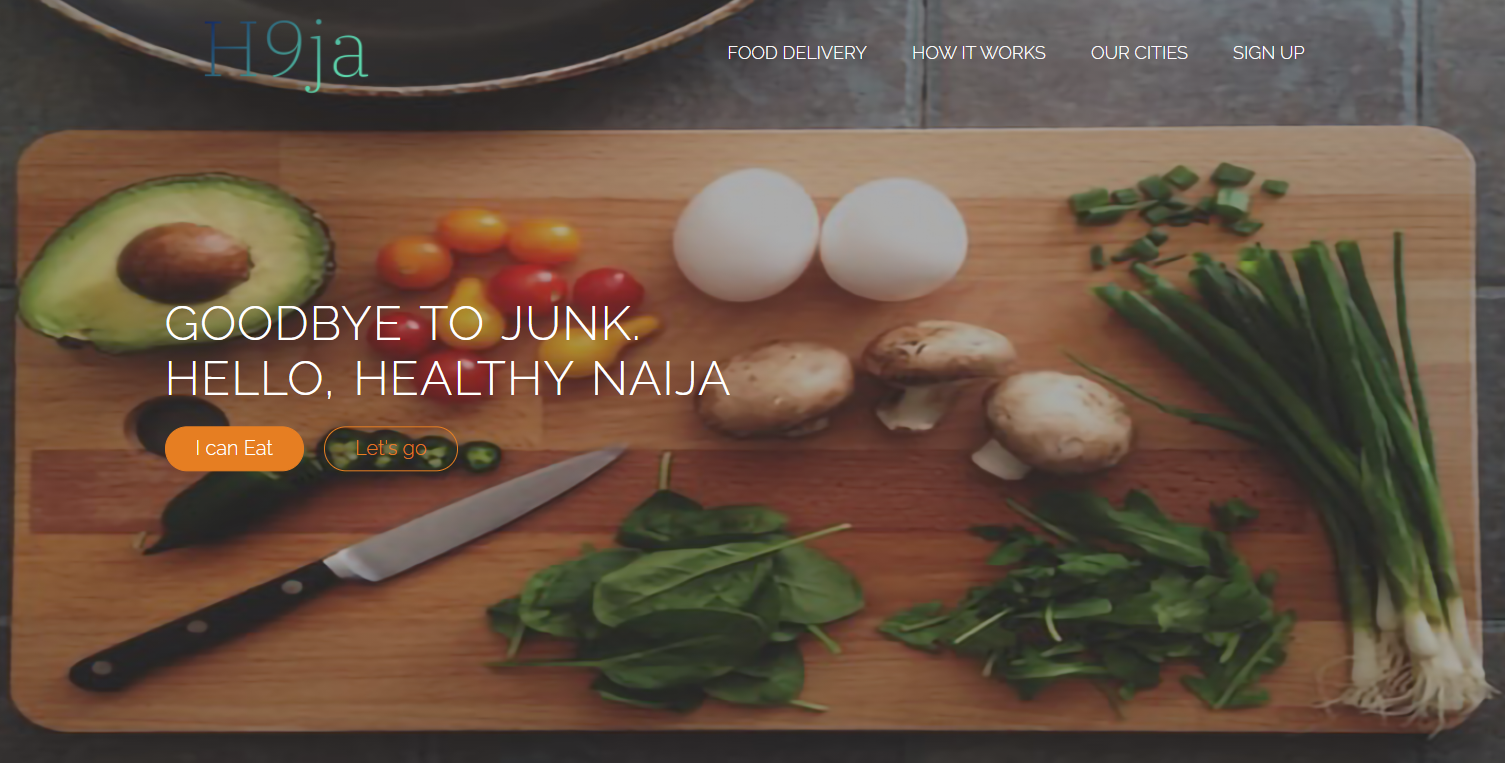 H9ja
FOOD DELIVERY HOW IT WORKS OUR CITIES SIGN UP
GOODBYE TO JUNK.
HELLO, HEALTHY NAIJA
I can Eat Let's go